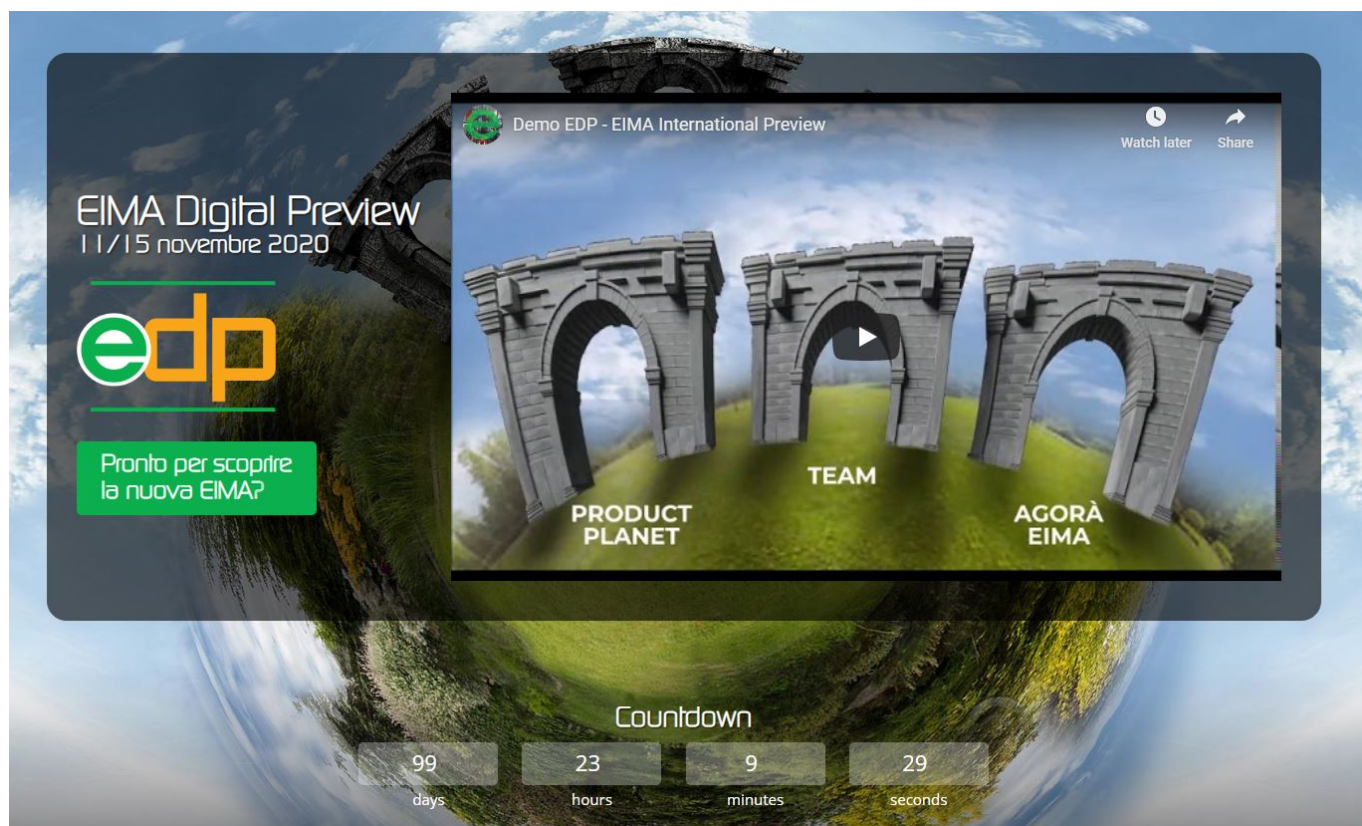 EIMA Digital Preview
11/15 novembre 2020
edp
Pronto per scoprire
la nuova EIMA?
e
Demo EDP - EIMA International Preview
Watch later
Share
PRODUCT
PLANET
TEAM
AGORÀ
EIMA
Countdown
99
23
9
29
days
hours
minutes
seconds